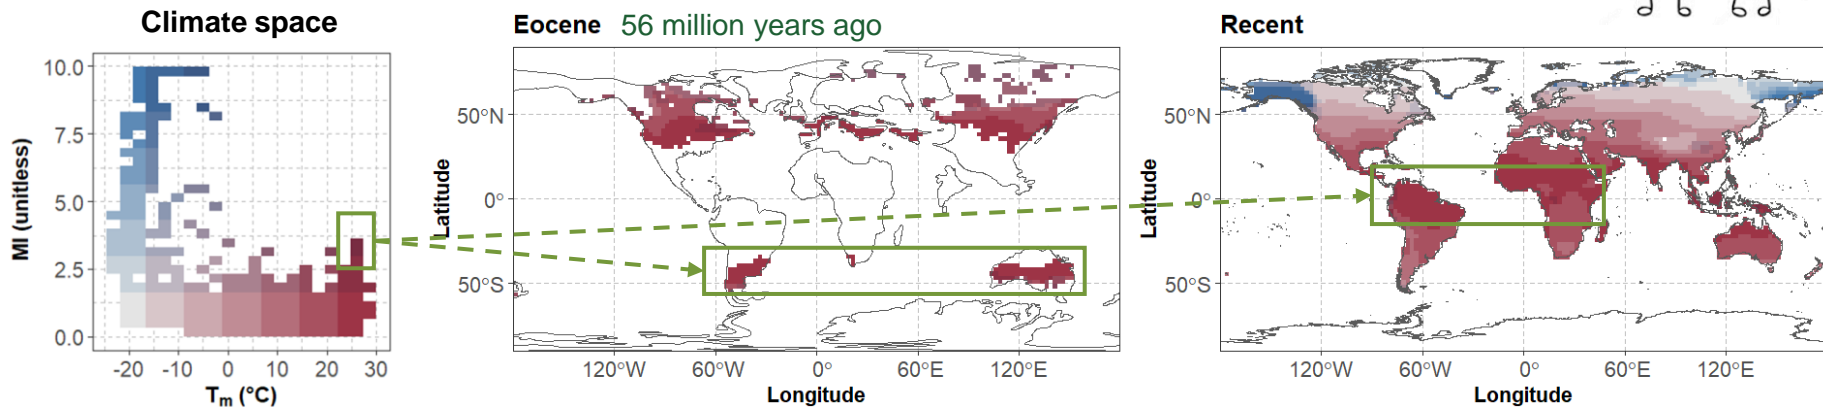 Climate space
MI (unitless)
10.0
7.5
5.0
2.5
0.0
-20 -10 0 10 20 30
Tₘ (°C)
Eocene 56 million years ago
Latitude
50°N
0°
50°S
120°W 60°W 0° 60°E 120°E
Longitude
Recent
Latitude
50°N
0°
50°S
120°W 60°W 0° 60°E 120°E
Longitude